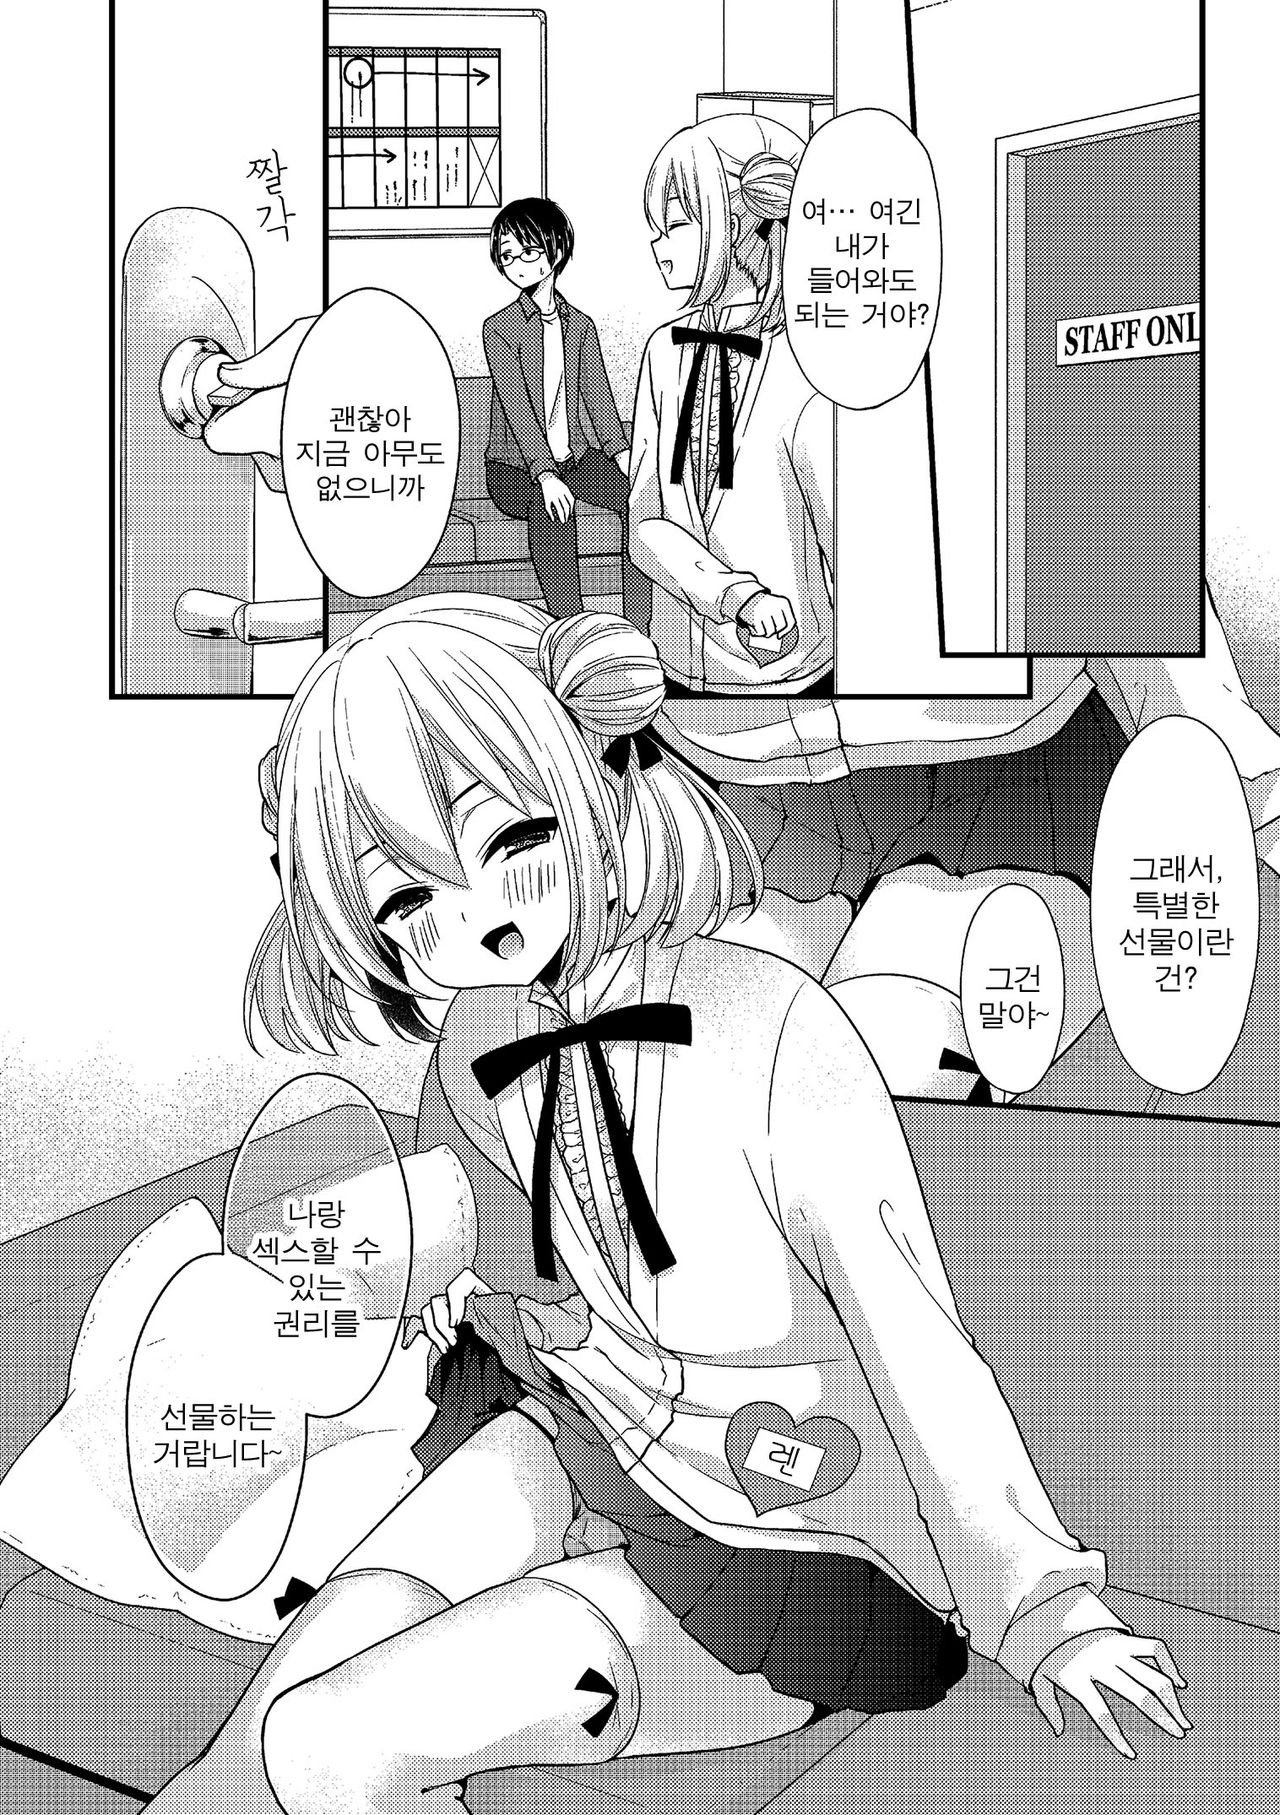 STAFF ONL
여… 여긴
내가
들어와도
되는 거야?
괜찮아
지금 아무도
없으니까
짤
각
그래서,
특별한
선물이란
건?
그건
말야~
나랑
섹스할 수
있는
권리를
선물하는
거랍니다~
렌